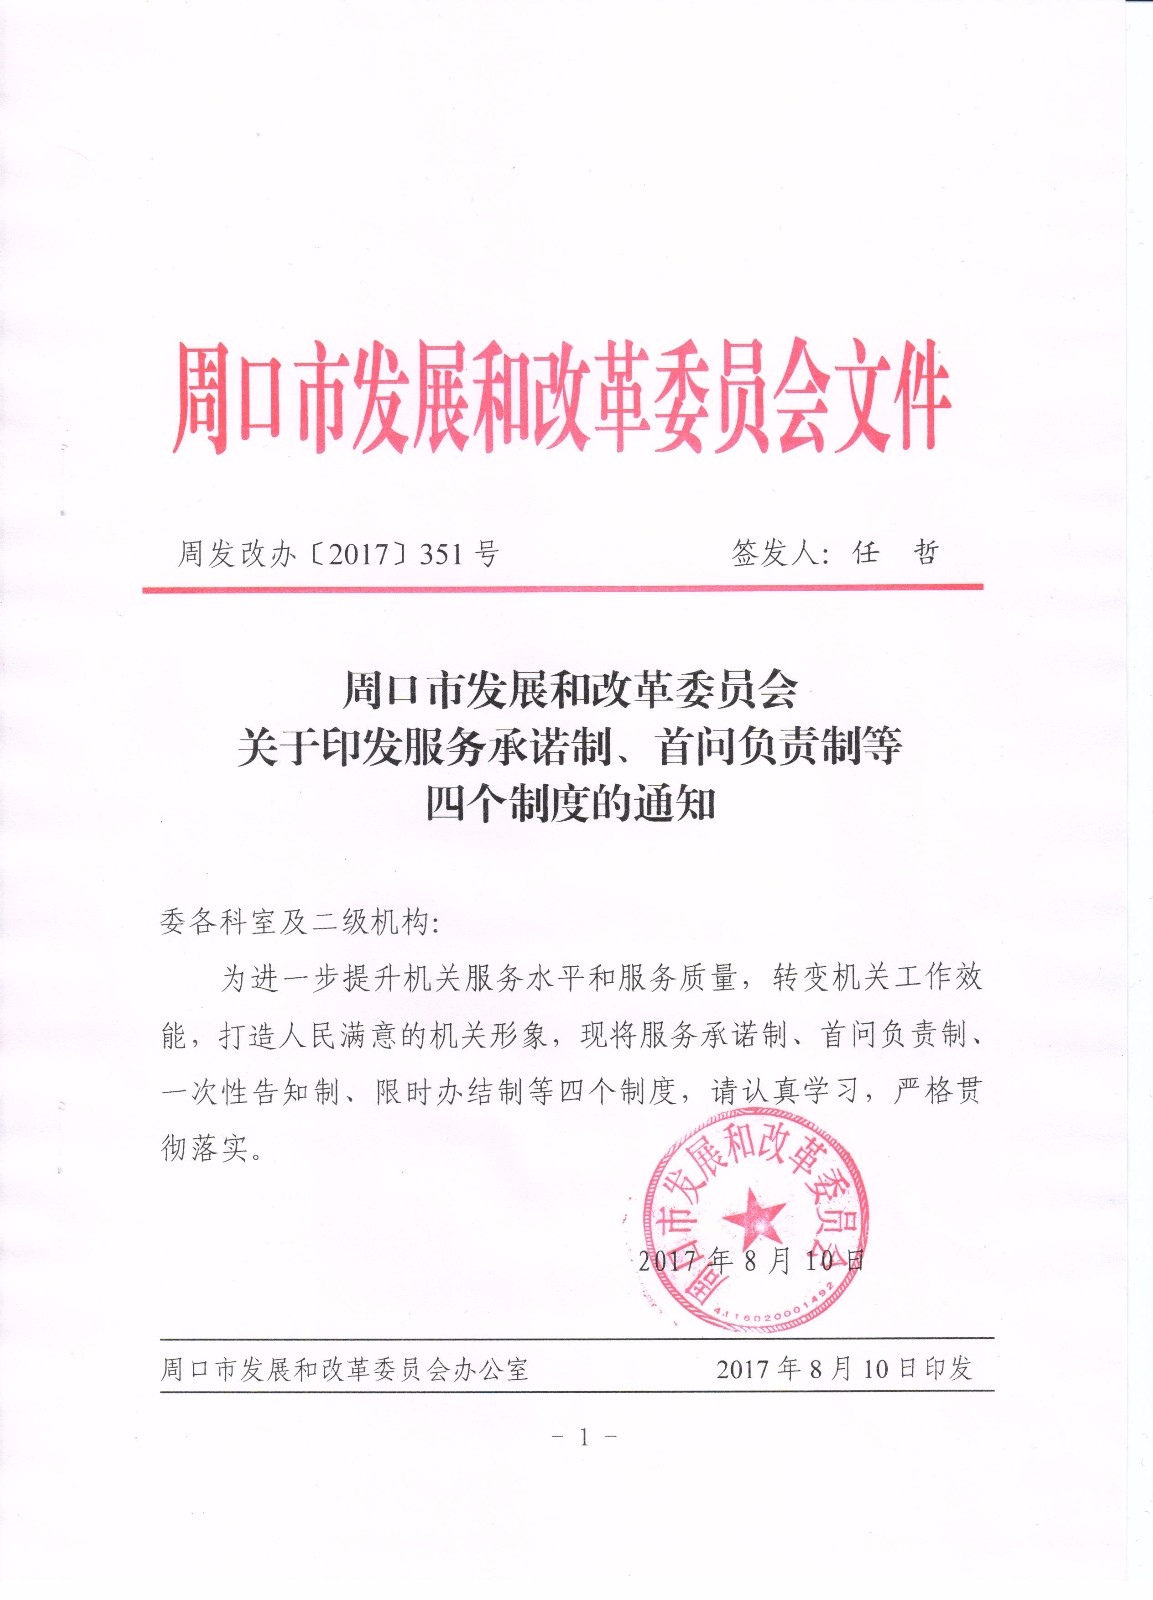 周口市发展和改革委员会文件
周发改办〔2017〕351号 签发人：任 哲
周口市发展和改革委员会
关于印发服务承诺制、首问负责制等
四个制度的通知
委各科室及二级机构：
为进一步提升机关服务水平和服务质量，转变机关工作效
能，打造人民满意的机关形象，现将服务承诺制、首问负责制、
一次性告知制、限时办结制等四个制度，请认真学习，严格贯
彻落实。
周口市发展和改革委员会
2017年8月10日
4116020001492
周口市发展和改革委员会办公室 2017年8月10日印发
- 1 -